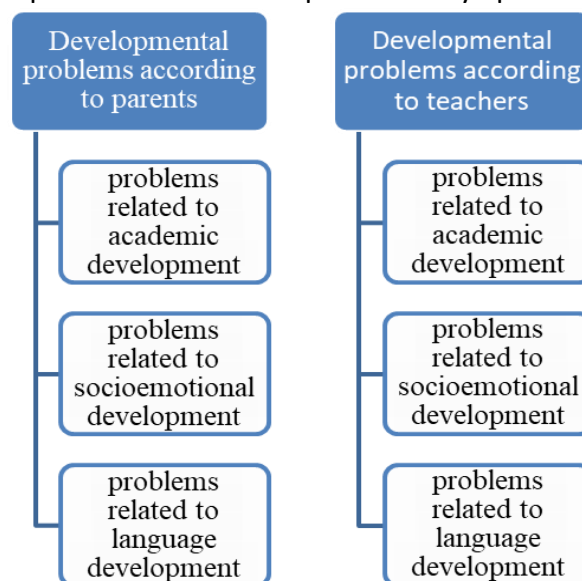 Developmental
problems according
to parents
problems
related to
academic
development
problems
related to
socioemotional
development
problems
related to
language
development
Developmental
problems according
to teachers
problems
related to
academic
development
problems
related to
socioemotional
development
problems
related to
language
development